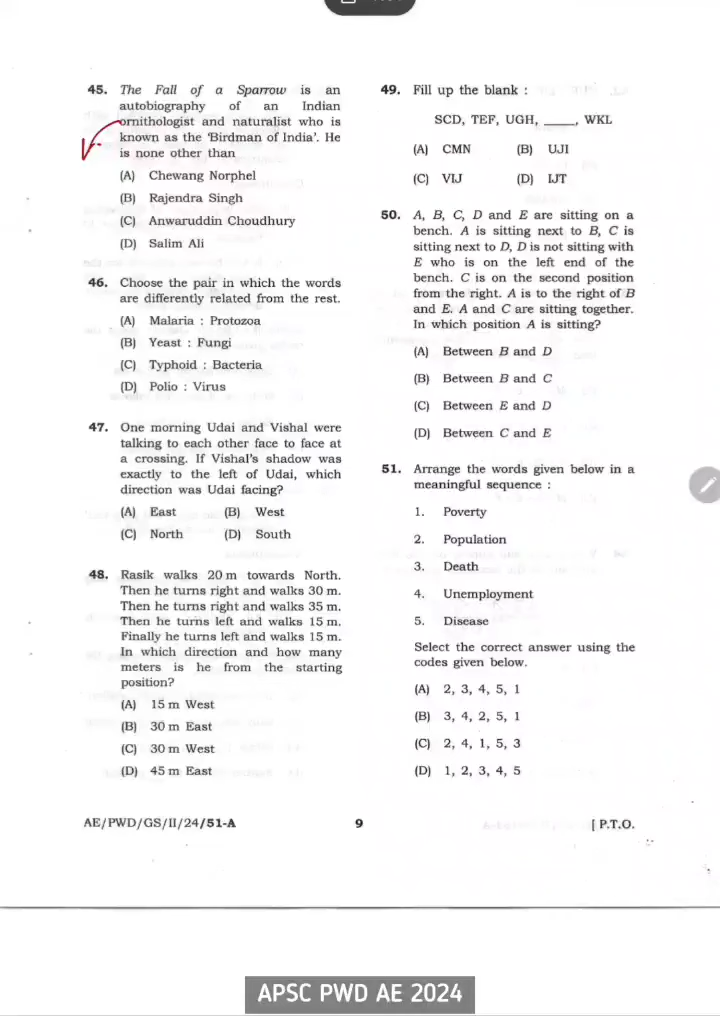 45. The Fall of a Sparrow is an
autobiography of an Indian
ornithologist and naturalist who is
known as the 'Birdman of India'. He
is none other than
(A) Chewang Norphel
(B) Rajendra Singh
(C) Anwaruddin Choudhury
(D) Salim Ali
46. Choose the pair in which the words
are differently related from the rest.
(A) Malaria : Protozoa
(B) Yeast : Fungi
(C) Typhoid : Bacteria
(D) Polio : Virus
47. One morning Udai and Vishal were
talking to each other face to face at
a crossing. If Vishal's shadow was
exactly to the left of Udai, which
direction was Udai facing?
(A) East (B) West
(C) North (D) South
48. Rasik walks 20 m towards North.
Then he turns right and walks 30 m.
Then he turns right and walks 35 m.
Then he turns left and walks 15 m.
Finally he turns left and walks 15 m.
In which direction and how many
meters is he from the starting
position?
(A) 15 m West
(B) 30 m East
(C) 30 m West
(D) 45 m East
49. Fill up the blank :
SCD, TEF, UGH, ____, WKL
(A) CMN (B) UJI
(C) VIJ (D) IJT
50. A, B, C, D and E are sitting on a
bench. A is sitting next to B, C is
sitting next to D, D is not sitting with
E who is on the left end of the
bench. C is on the second position
from the right. A is to the right of B
and E. A and C are sitting together.
In which position A is sitting?
(A) Between B and D
(B) Between B and C
(C) Between E and D
(D) Between C and E
51. Arrange the words given below in a
meaningful sequence :
1. Poverty
2. Population
3. Death
4. Unemployment
5. Disease
Select the correct answer using the
codes given below.
(A) 2, 3, 4, 5, 1
(B) 3, 4, 2, 5, 1
(C) 2, 4, 1, 5, 3
(D) 1, 2, 3, 4, 5
AE/PWD/GS/II/24/51-A 9 [ P.T.O.
APSC PWD AE 2024